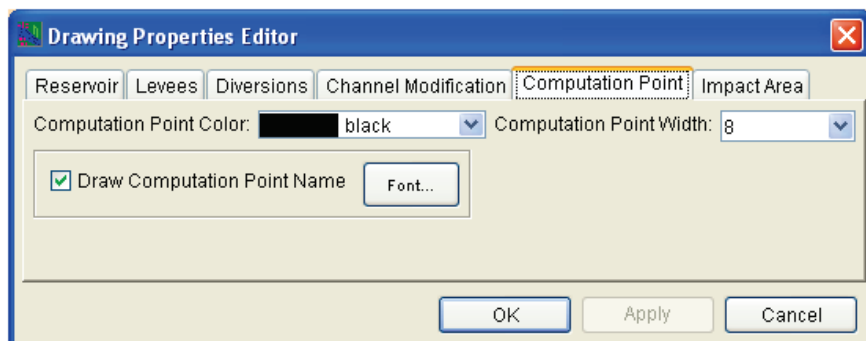 Drawing Properties Editor
Reservoir Levees Diversions Channel Modification Computation Point Impact Area
Computation Point Color: black Computation Point Width: 8
Draw Computation Point Name Font...
OK Apply Cancel